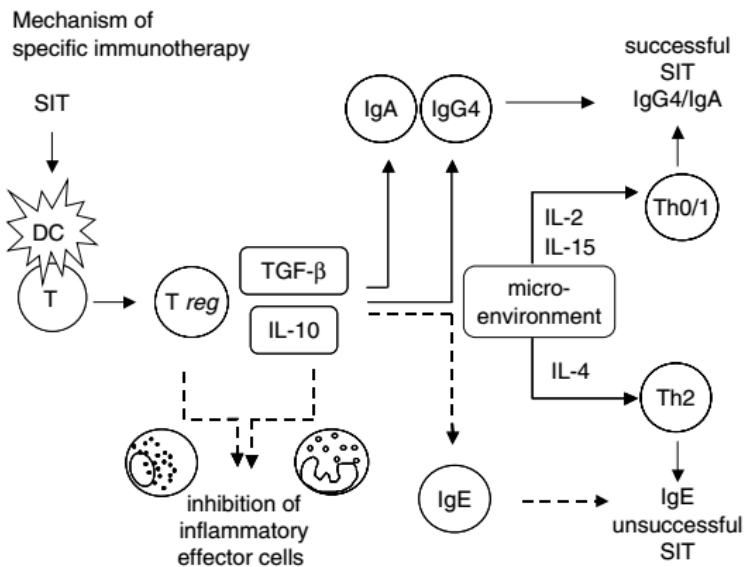 Mechanism of
specific immunotherapy
SIT
DC
T
T reg
TGF-β
IL-10
inhibition of
inflammatory
effector cells
IgA
IgG4
IgE
micro-
environment
IL-2
IL-15
IL-4
Th0/1
Th2
successful
SIT
IgG4/IgA
IgE
unsuccessful
SIT